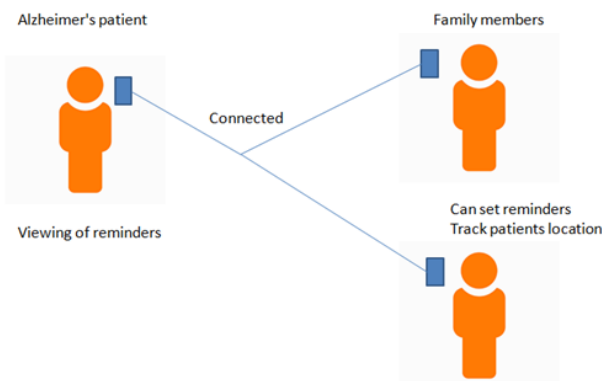 Alzheimer's patient
Family members
Connected
Viewing of reminders
Can set reminders
Track patients location